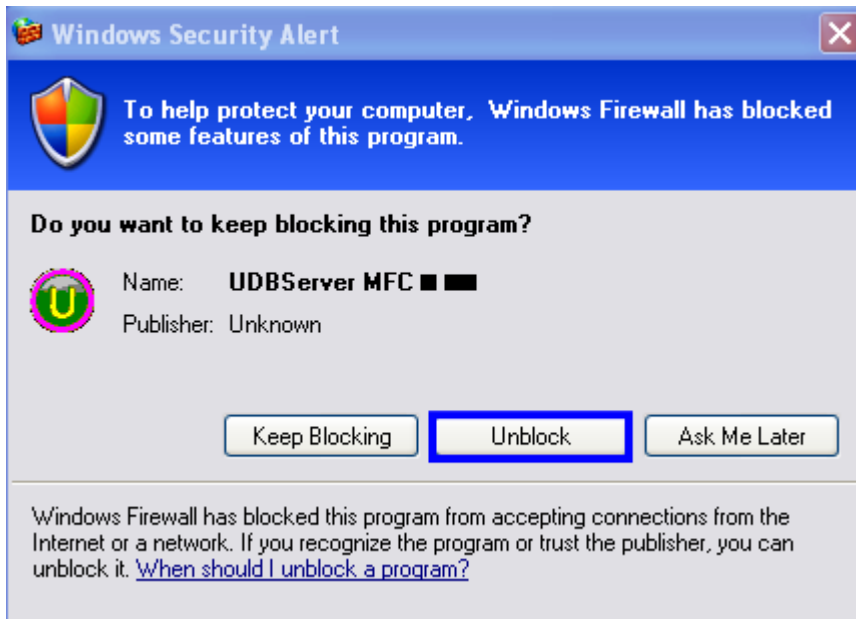 Windows Security Alert
To help protect your computer, Windows Firewall has blocked
some features of this program.
Do you want to keep blocking this program?
U
Name: UDBServer MFC
Publisher: Unknown
Keep Blocking Unblock Ask Me Later
Windows Firewall has blocked this program from accepting connections from the
Internet or a network. If you recognize the program or trust the publisher, you can
unblock it. When should I unblock a program?